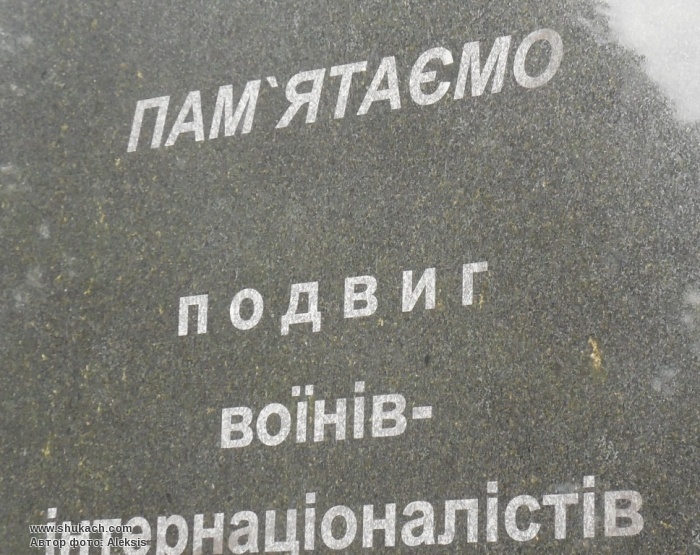 ПАМ`ЯТАЄМО
подвиг
воїнів-
інтернаціоналістів
www.shukach.com
Автор фото: Aleksis